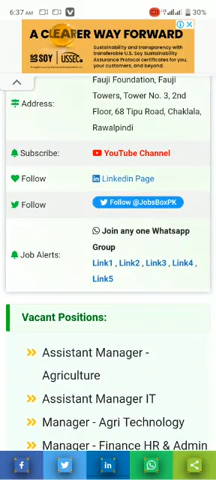 6:37 AM
30%
A CLEARER WAY FORWARD
Sustainability and transparency with
transferable U.S. Soy Sustainability
Assurance Protocol certificates for you,
your customers, and beyond.
SOY
USSEC
Fauji Foundation, Fauji
Address: Towers, Tower No. 3, 2nd
Floor, 68 Tipu Road, Chaklala,
Rawalpindi
Subscribe: YouTube Channel
Follow Linkedin Page
Follow Follow @JobsBoxPK
Join any one Whatsapp
Job Alerts: Group
Link1 , Link2 , Link3 , Link4 ,
Link5
Vacant Positions:
Assistant Manager -
Agriculture
Assistant Manager IT
Manager - Agri Technology
Manager - Finance HR & Admin